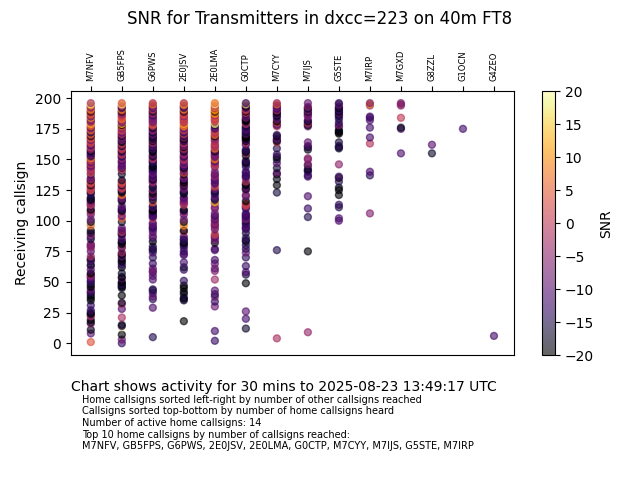 SNR for Transmitters in dxcc=223 on 40m FT8
M7NFV GB5FPS G6PWS 2E0JSV 2E0LMA G0CTP M7CYY M7IJS G5STE M7IRP M7GXD G8ZZL G1OCN G4ZEO
200
175
150
125
100
75
50
25
0
Receiving callsign
20
15
10
5
0
−5
−10
−15
−20
SNR
Chart shows activity for 30 mins to 2025-08-23 13:49:17 UTC
Home callsigns sorted left-right by number of other callsigns reached
Callsigns sorted top-bottom by number of home callsigns heard
Number of active home callsigns: 14
Top 10 home callsigns by number of callsigns reached:
M7NFV, GB5FPS, G6PWS, 2E0JSV, 2E0LMA, G0CTP, M7CYY, M7IJS, G5STE, M7IRP